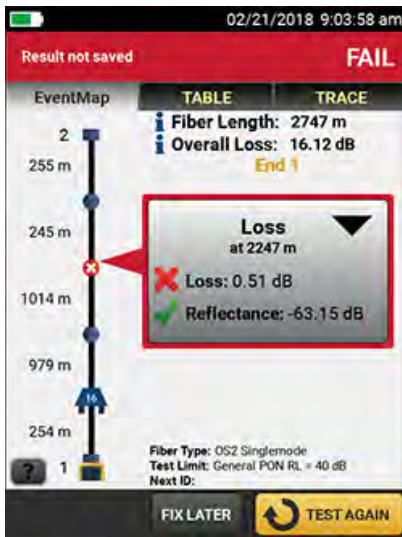 02/21/2018 9:03:58 am
Result not saved FAIL
EventMap TABLE TRACE
2
255 m
245 m
1014 m
979 m
16
254 m
? 1
i Fiber Length: 2747 m
i Overall Loss: 16.12 dB
End 1
Loss
at 2247 m
Loss: 0.51 dB
Reflectance: -63.15 dB
Fiber Type: OS2 Singlemode
Test Limit: General PON RL = 40 dB
Next ID:
FIX LATER TEST AGAIN